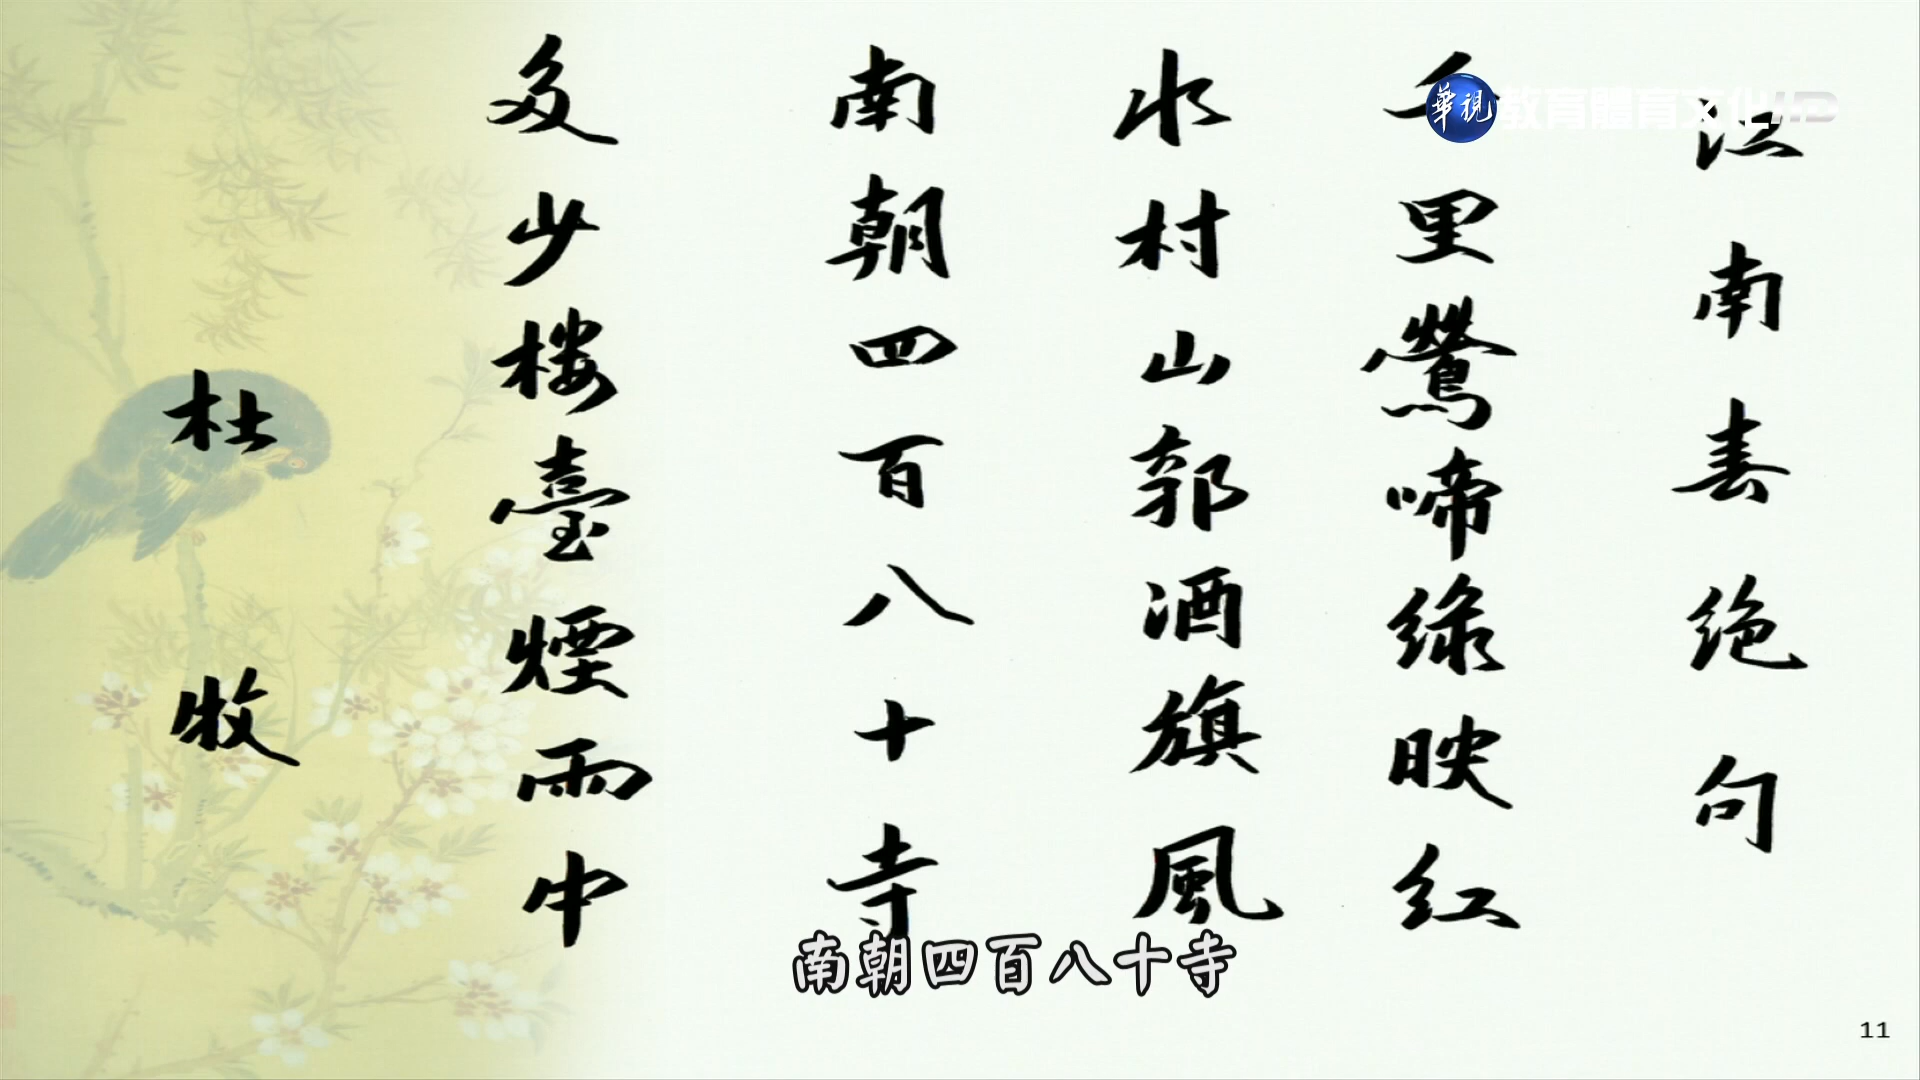 江南春绝句
千里鶯啼綠映红
水村山郭酒旗風
南朝四百八十寺
多少楼臺煙雨中
杜牧
華視教育體育文化HD
南朝四百八十寺
11